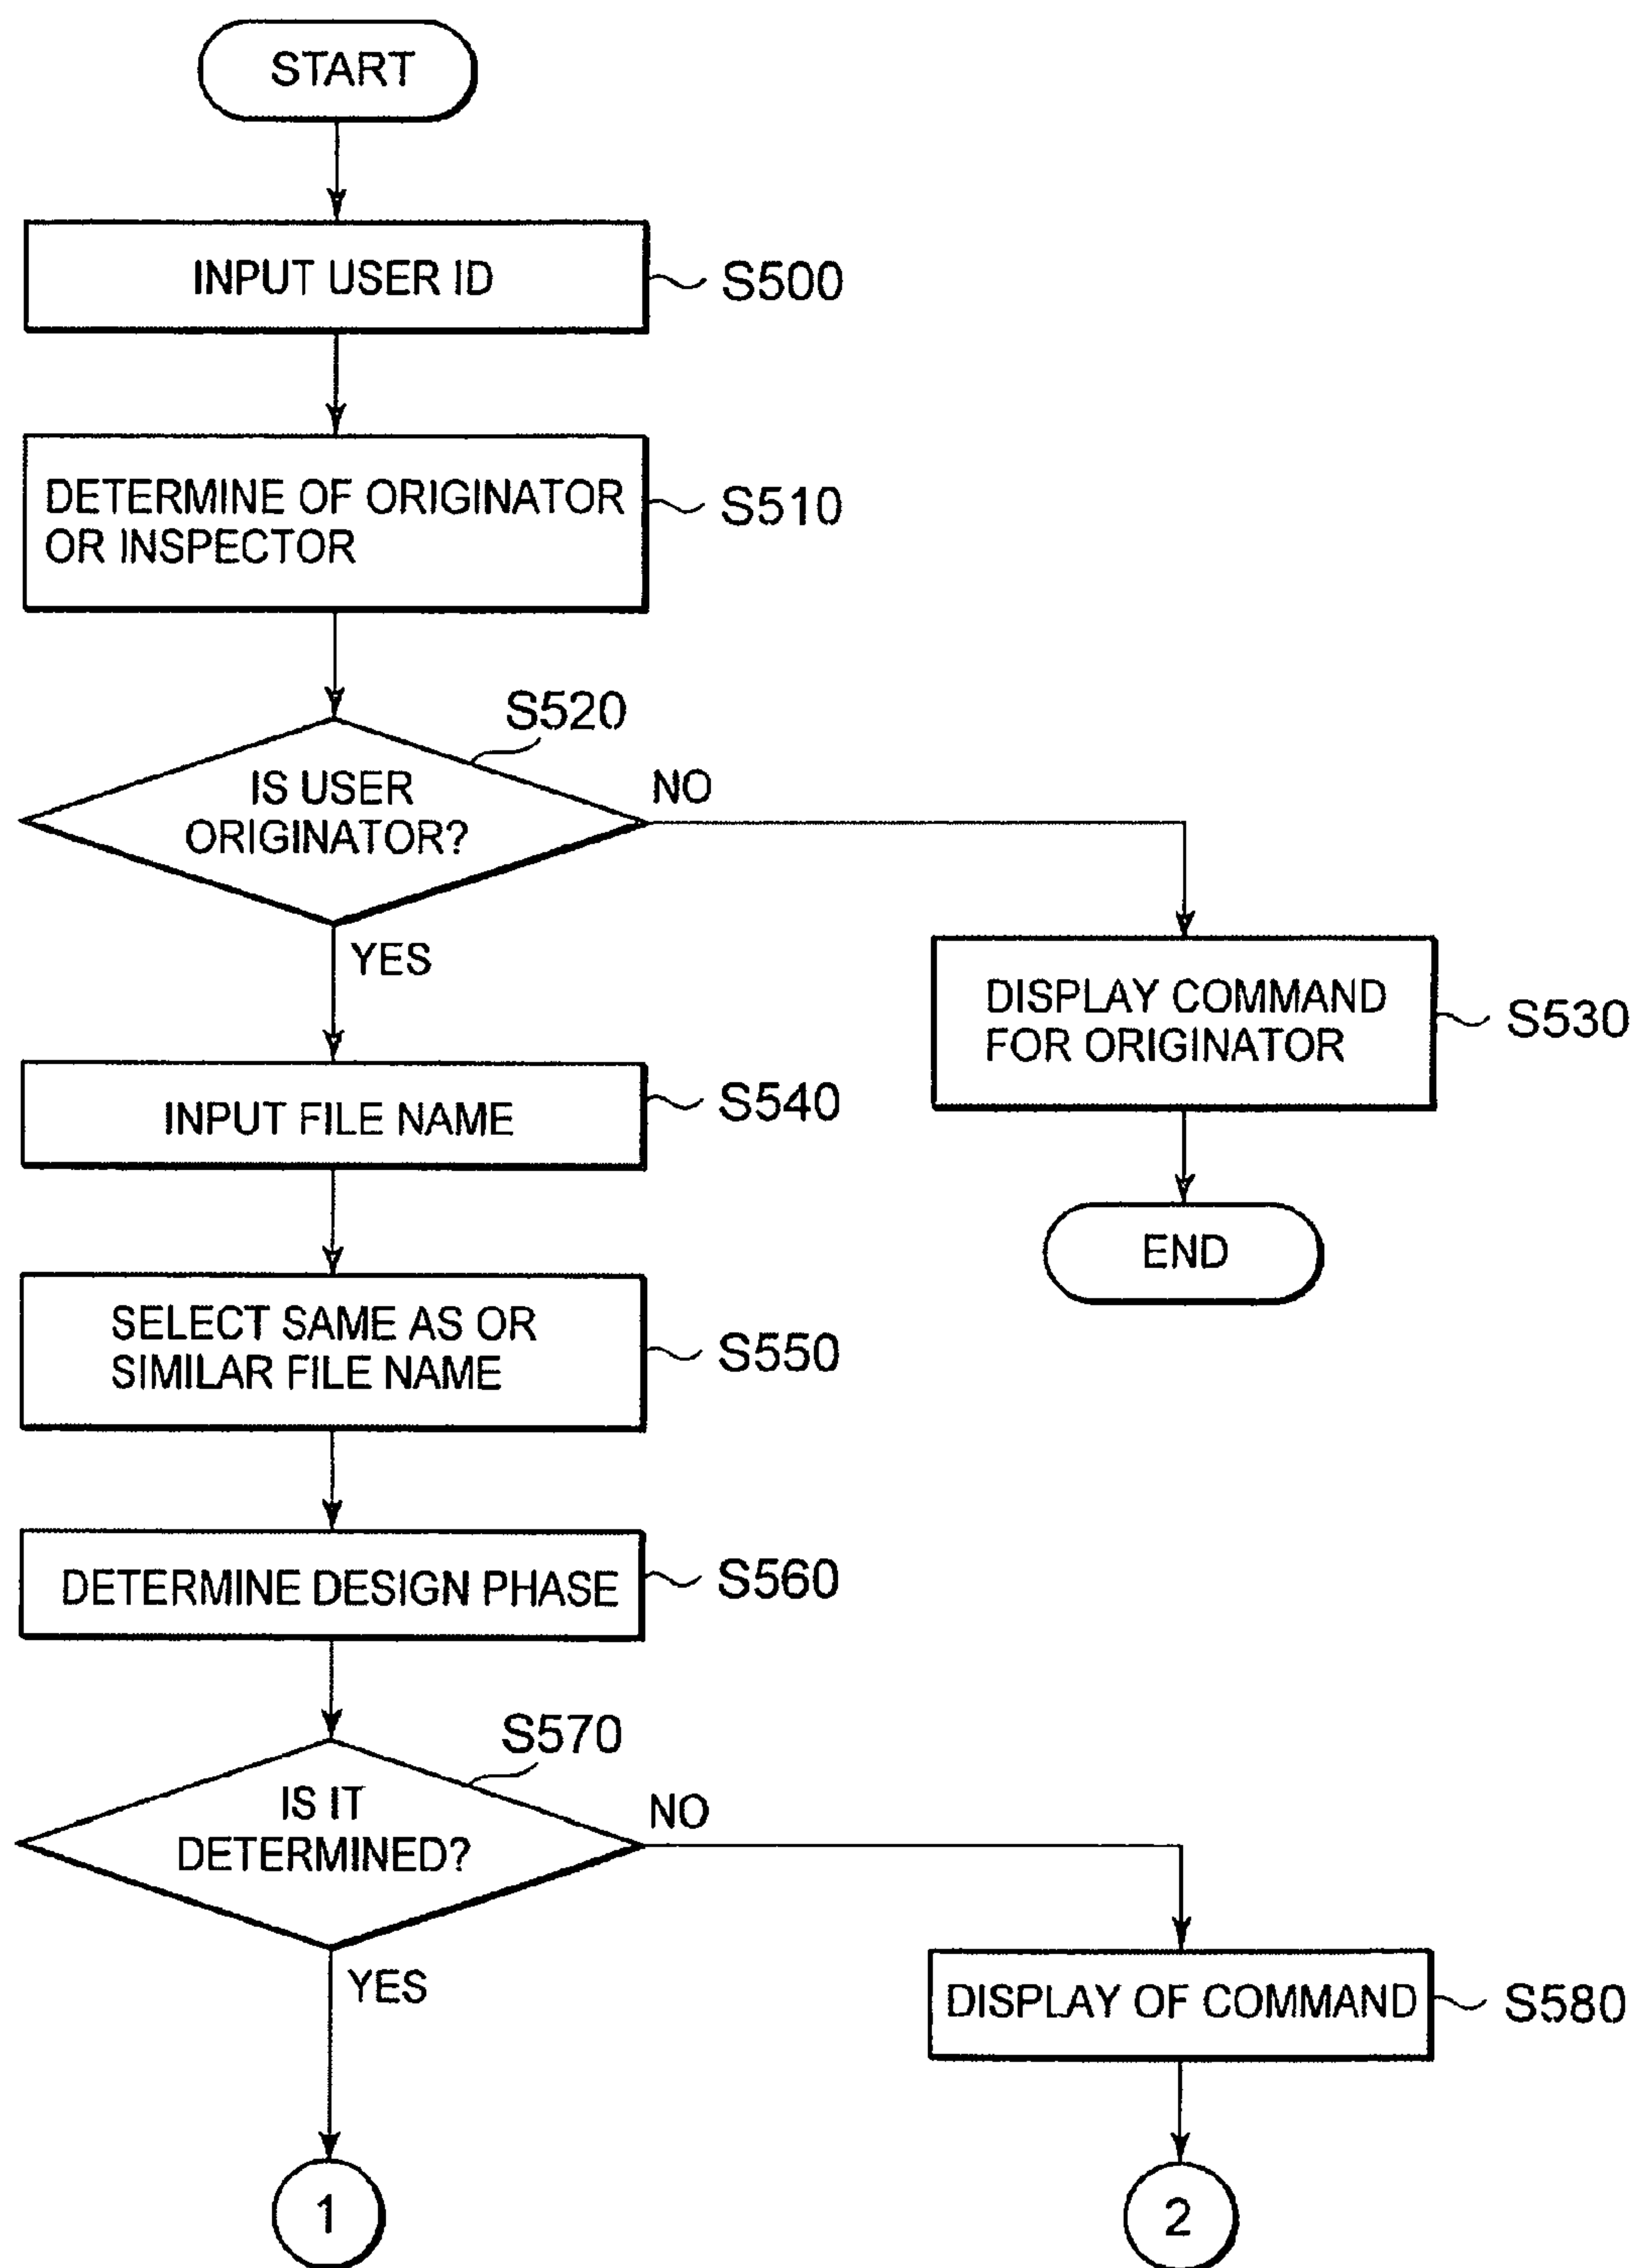 START
INPUT USER ID
S500
DETERMINE OF ORIGINATOR
OR INSPECTOR
S510
S520
IS USER
ORIGINATOR?
NO
YES
DISPLAY COMMAND
FOR ORIGINATOR
S530
INPUT FILE NAME
S540
END
SELECT SAME AS OR
SIMILAR FILE NAME
S550
DETERMINE DESIGN PHASE
S560
S570
IS IT
DETERMINED?
NO
YES
DISPLAY OF COMMAND
S580
1
2